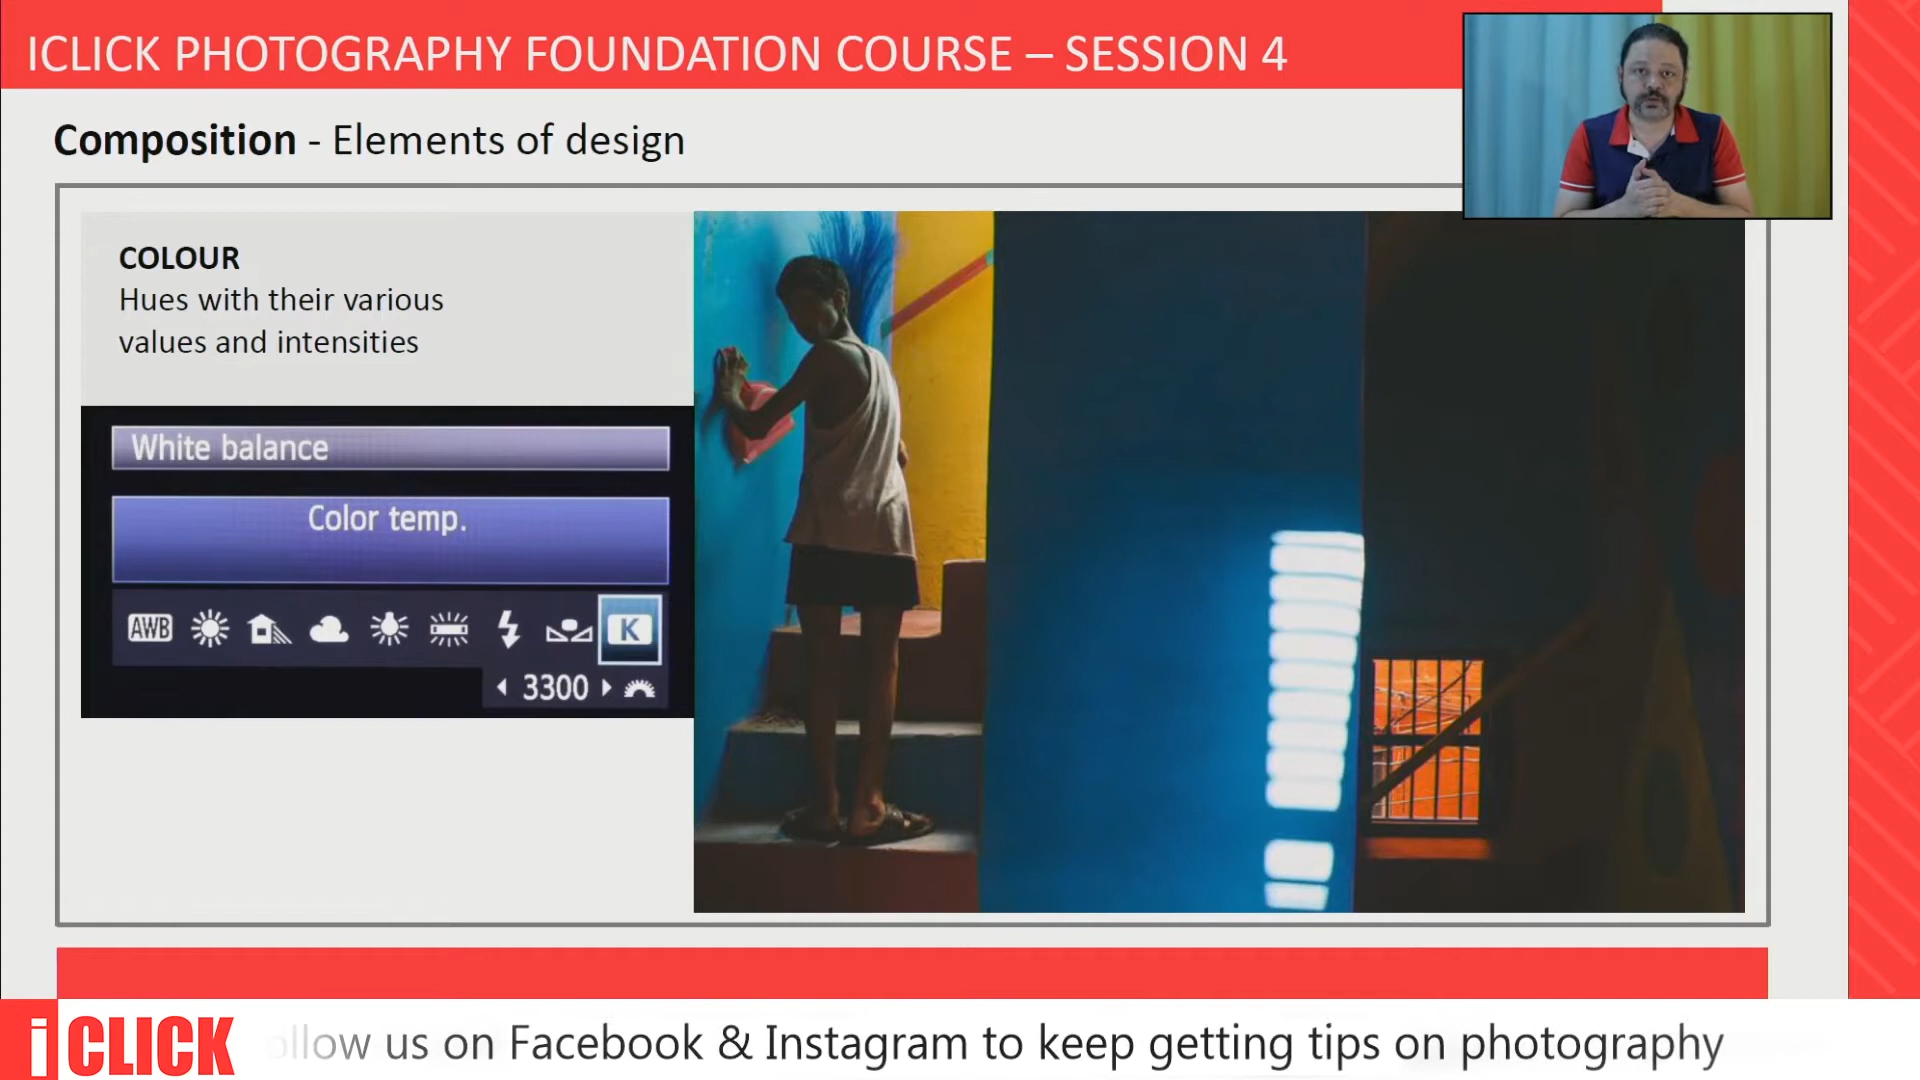 ICLICK PHOTOGRAPHY FOUNDATION COURSE – SESSION 4
Composition - Elements of design
COLOUR
Hues with their various
values and intensities
White balance
Color temp.
AWB K
3300
iCLICK
ollow us on Facebook & Instagram to keep getting tips on photography